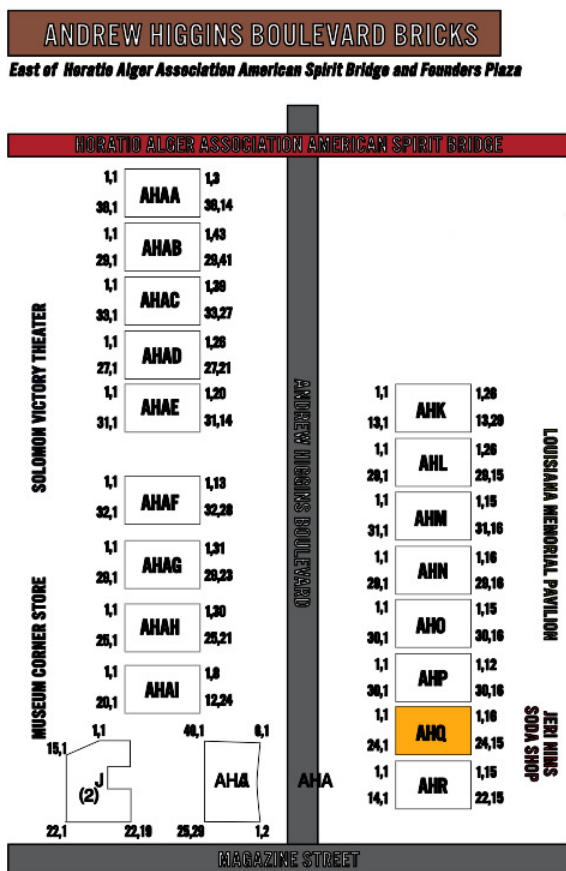 ANDREW HIGGINS BOULEVARD BRICKS
East of Horatio Alger Association American Spirit Bridge and Founders Plaza
HORATIO ALGER ASSOCIATION AMERICAN SPIRIT BRIDGE
1,1 1,3
AHAA
38,1 38,14
1,1 1,43
AHAB
29,1 29,41
1,1 1,39
AHAC
33,1 33,27
1,1 1,26
AHAD
27,1 27,21
1,1 1,20
AHAE
31,1 31,14
SOLOMON VICTORY THEATER
1,1 1,13
AHAF
32,1 32,28
1,1 1,31
AHAG
29,1 29,23
1,1 1,30
AHAH
25,1 25,21
1,1 1,8
AHAI
20,1 12,24
MUSEUM CORNER STORE
1,1
15,1
J
(2)
22,1 22,19
40,1 6,1
25,29 1,2
AHA
ANDREW HIGGINS BOULEVARD
1,1 1,26
AHK
13,1 13,29
1,1 1,26
AHL
29,1 29,15
1,1 1,15
AHM
31,1 31,16
1,1 1,16
AHN
29,1 29,16
1,1 1,15
AHO
30,1 30,16
1,1 1,12
AHP
30,1 30,16
1,1 1,16
AHQ
24,1 24,15
1,1 1,15
AHR
14,1 22,15
LOUISIANA MEMORIAL PAVILION
JERI NIMS
SODA SHOP
MAGAZINE STREET